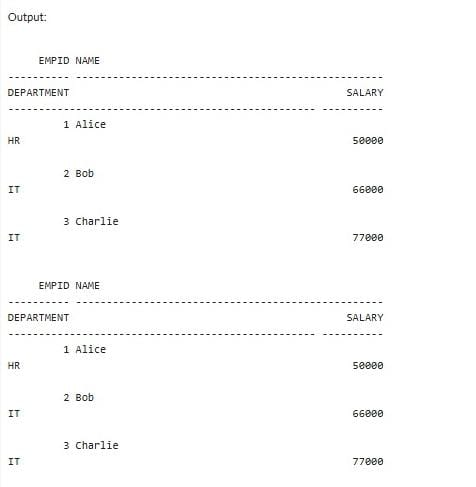 Output:
EMPID NAME
---------- --------------------------------------------------
DEPARTMENT SALARY
-------------------------------------------------- ----------
1 Alice
HR 50000
2 Bob
IT 66000
3 Charlie
IT 77000
EMPID NAME
---------- --------------------------------------------------
DEPARTMENT SALARY
-------------------------------------------------- ----------
1 Alice
HR 50000
2 Bob
IT 66000
3 Charlie
IT 77000